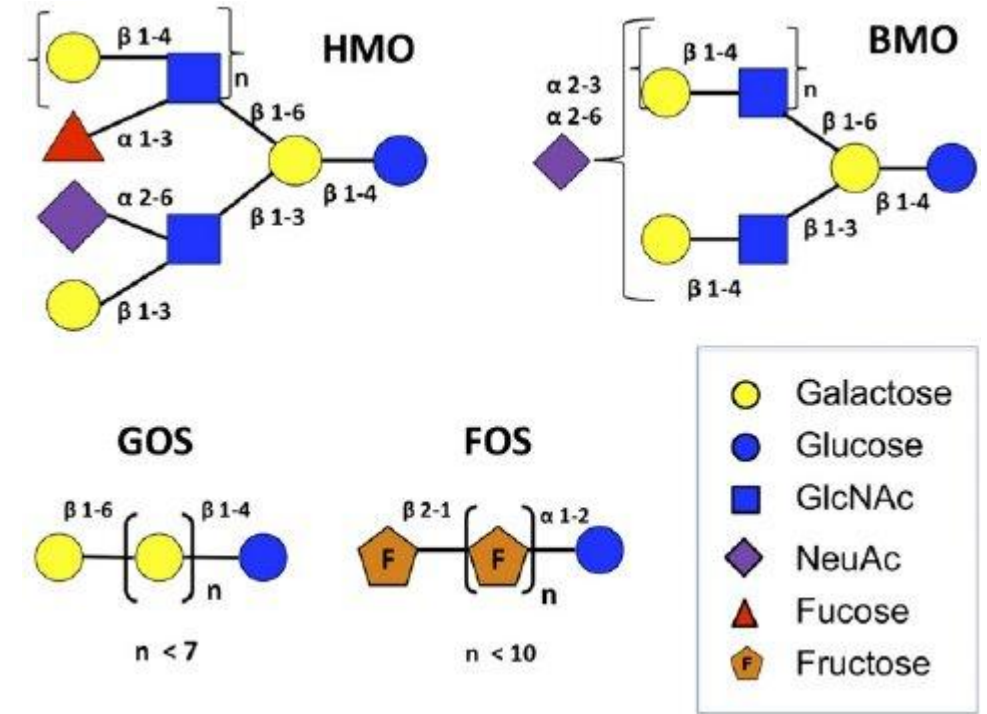 HMO
β 1-4
n
α 1-3
β 1-6
α 2-6
β 1-3
β 1-4
β 1-3
BMO
β 1-4
n
α 2-3
α 2-6
β 1-6
β 1-4
β 1-3
β 1-4
GOS
β 1-6
β 1-4
n
n < 7
FOS
β 2-1
α 1-2
F
F
n
n < 10
Galactose
Glucose
GlcNAc
NeuAc
Fucose
F Fructose